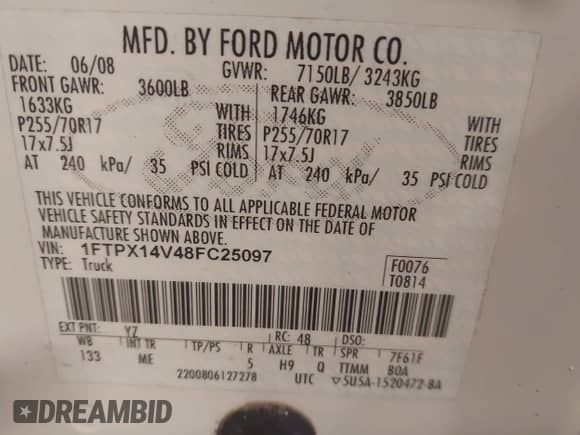 MFD. BY FORD MOTOR CO.
DATE: 06/08 GVWR: 7150LB/ 3243KG
FRONT GAWR: 3600LB REAR GAWR: 3850LB
1633KG WITH 1746KG WITH
P255/70R17 TIRES P255/70R17 TIRES
17x7.5J RIMS 17x7.5J RIMS
AT 240 kPa/ 35 PSI COLD AT 240 kPa/ 35 PSI COLD
THIS VEHICLE CONFORMS TO ALL APPLICABLE FEDERAL MOTOR
VEHICLE SAFETY STANDARDS IN EFFECT ON THE DATE OF
MANUFACTURE SHOWN ABOVE.
VIN: 1FTPX14V48FC25097 F0076
TYPE: Truck T0814
EXT PNT: YZ RC: 48 DSO:
WB INT TR TP/PS R AXLE TR SPR 7F61F
133 ME 5 H9 Q TTMM BOA
2200806127278 UTC ▽5U5A-1520472-BA
DREAMBID